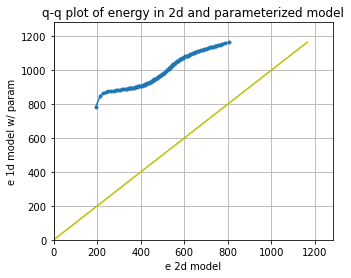 q-q plot of energy in 2d and parameterized model
1200
1000
800
600
400
200
0
e 1d model w/ param
0 200 400 600 800 1000 1200
e 2d model